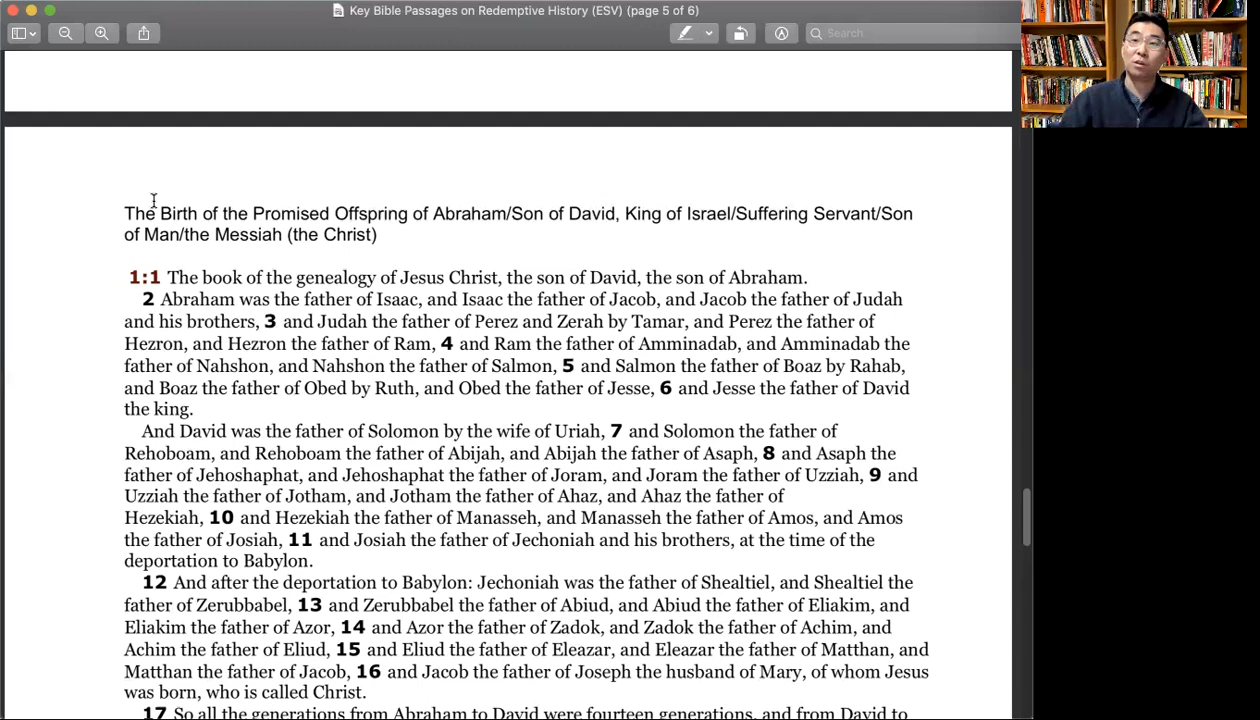 Key Bible Passages on Redemptive History (ESV) (page 5 of 6)
Search
The Birth of the Promised Offspring of Abraham/Son of David, King of Israel/Suffering Servant/Son
of Man/the Messiah (the Christ)
1:1 The book of the genealogy of Jesus Christ, the son of David, the son of Abraham.
2 Abraham was the father of Isaac, and Isaac the father of Jacob, and Jacob the father of Judah
and his brothers, 3 and Judah the father of Perez and Zerah by Tamar, and Perez the father of
Hezron, and Hezron the father of Ram, 4 and Ram the father of Amminadab, and Amminadab the
father of Nahshon, and Nahshon the father of Salmon, 5 and Salmon the father of Boaz by Rahab,
and Boaz the father of Obed by Ruth, and Obed the father of Jesse, 6 and Jesse the father of David
the king.
And David was the father of Solomon by the wife of Uriah, 7 and Solomon the father of
Rehoboam, and Rehoboam the father of Abijah, and Abijah the father of Asaph, 8 and Asaph the
father of Jehoshaphat, and Jehoshaphat the father of Joram, and Joram the father of Uzziah, 9 and
Uzziah the father of Jotham, and Jotham the father of Ahaz, and Ahaz the father of
Hezekiah, 10 and Hezekiah the father of Manasseh, and Manasseh the father of Amos, and Amos
the father of Josiah, 11 and Josiah the father of Jechoniah and his brothers, at the time of the
deportation to Babylon.
12 And after the deportation to Babylon: Jechoniah was the father of Shealtiel, and Shealtiel the
father of Zerubbabel, 13 and Zerubbabel the father of Abiud, and Abiud the father of Eliakim, and
Eliakim the father of Azor, 14 and Azor the father of Zadok, and Zadok the father of Achim, and
Achim the father of Eliud, 15 and Eliud the father of Eleazar, and Eleazar the father of Matthan, and
Matthan the father of Jacob, 16 and Jacob the father of Joseph the husband of Mary, of whom Jesus
was born, who is called Christ.
17 So all the generations from Abraham to David were fourteen generations, and from David to